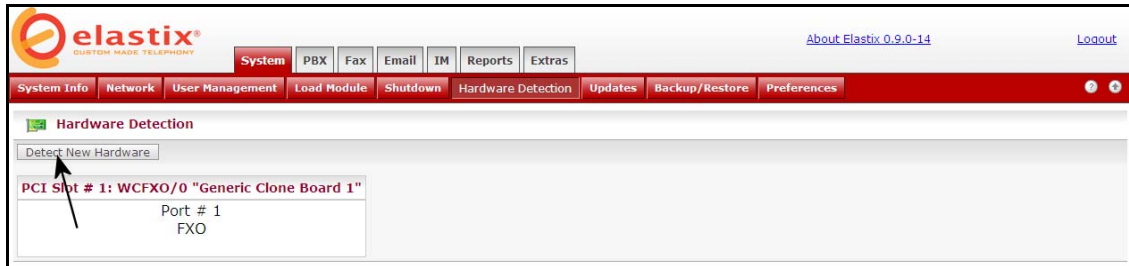 elastix®
CUSTOM MADE TELEPHONY
System PBX Fax Email IM Reports Extras
About Elastix 0.9.0-14
Logout
System Info Network User Management Load Module Shutdown Hardware Detection Updates Backup/Restore Preferences
Hardware Detection
Detect New Hardware
PCI Slot # 1: WCFXO/0 "Generic Clone Board 1"
Port # 1
FXO